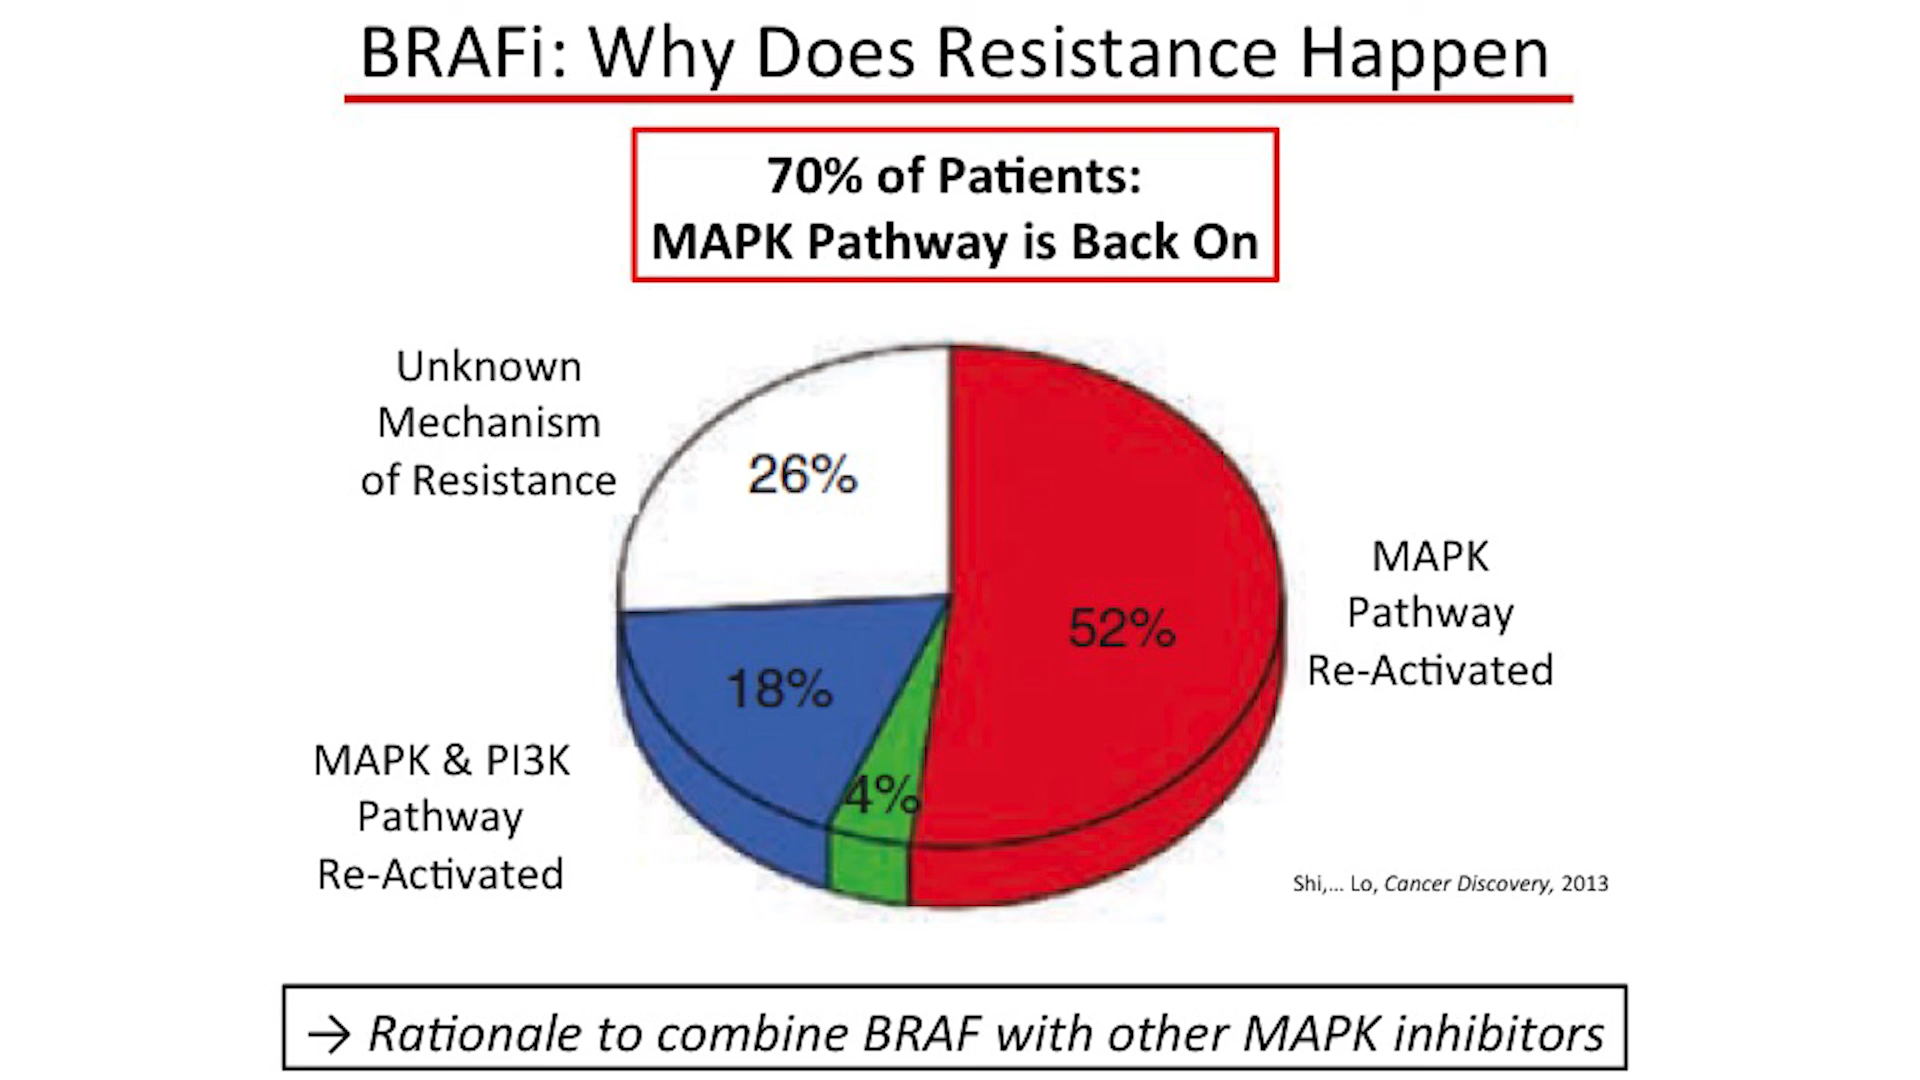 BRAFi: Why Does Resistance Happen
70% of Patients:
MAPK Pathway is Back On
Unknown
Mechanism
of Resistance
26%
52%
MAPK
Pathway
Re-Activated
18%
4%
MAPK & PI3K
Pathway
Re-Activated
Shi,... Lo, Cancer Discovery, 2013
→ Rationale to combine BRAF with other MAPK inhibitors